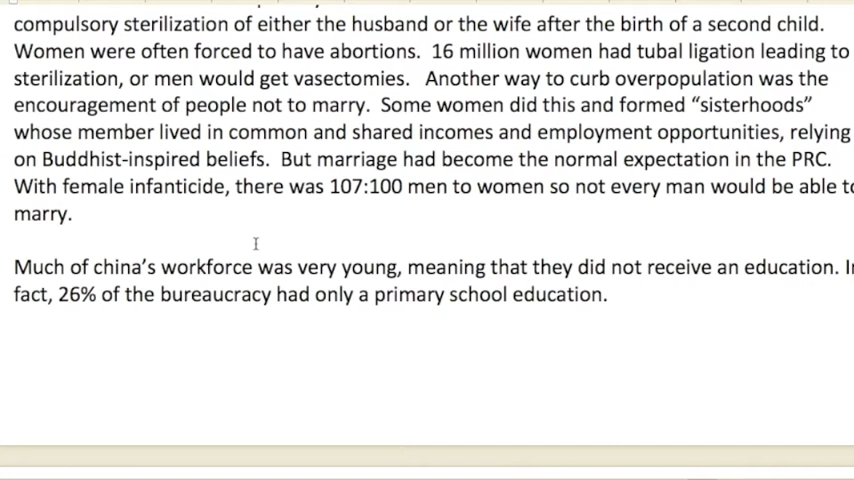 compulsory sterilization of either the husband or the wife after the birth of a second child.
Women were often forced to have abortions.  16 million women had tubal ligation leading to
sterilization, or men would get vasectomies.   Another way to curb overpopulation was the
encouragement of people not to marry.  Some women did this and formed “sisterhoods”
whose member lived in common and shared incomes and employment opportunities, relying
on Buddhist-inspired beliefs.  But marriage had become the normal expectation in the PRC.
With female infanticide, there was 107:100 men to women so not every man would be able to
marry.
Much of china’s workforce was very young, meaning that they did not receive an education. In
fact, 26% of the bureaucracy had only a primary school education.